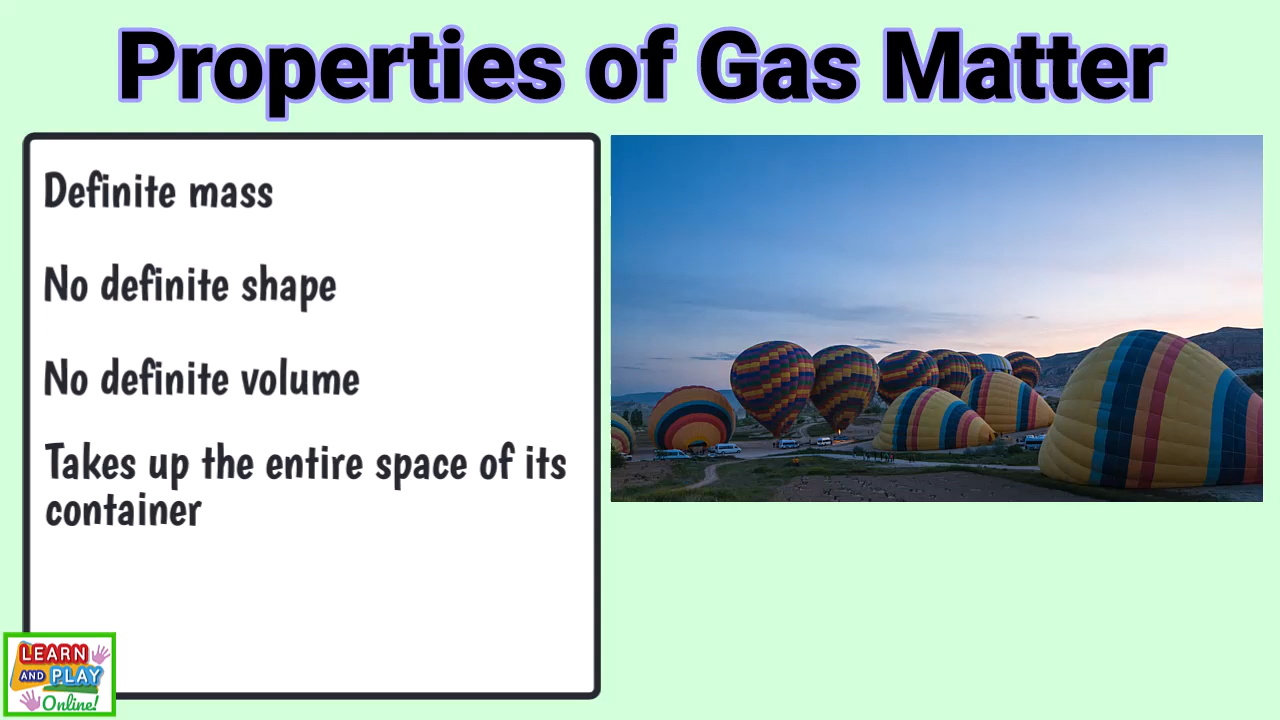 Properties of Gas Matter
Definite mass
No definite shape
No definite volume
Takes up the entire space of its
container
LEARN
AND PLAY
Online!